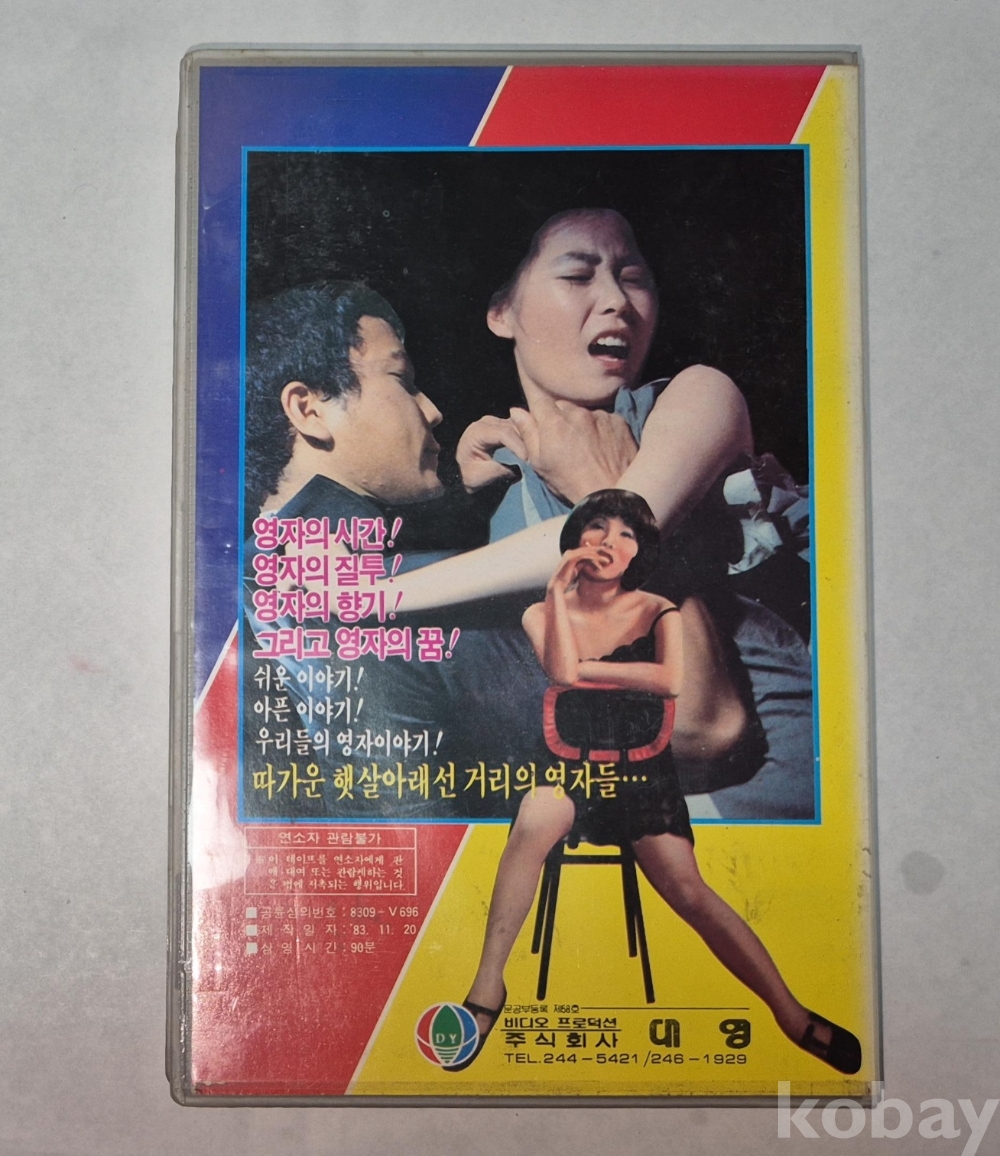 영자의 시간!
영자의 질투!
영자의 향기!
그리고 영자의 꿈!
쉬운 이야기!
아픈 이야기!
우리들의 영자이야기!
따가운 햇살아래선 거리의 영자들…
연소자 관람불가
이 테이프를 연소자에게 판
매 대여 또는 관람케하는 것
은 법에 저촉되는 행위입니다.
■공륜심의번호 : 8309-V696
■제작일자 : '83. 11. 20
■상영시간 : 90분
DY
문공부등록 제58호
비디오 프로덕션
주식회사 대영
TEL.244-5421/246-1929
kobay